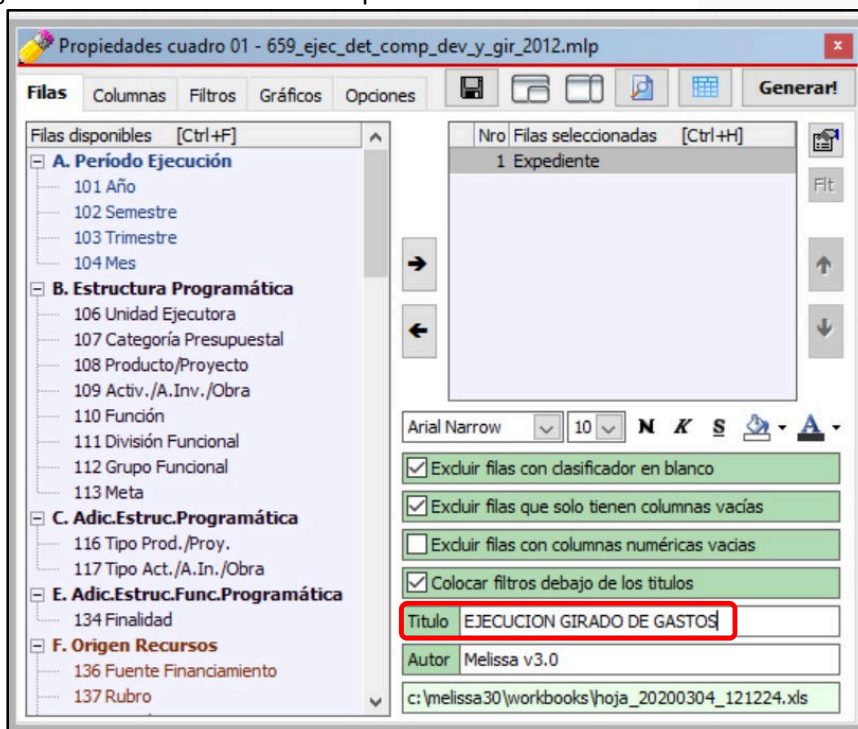 Propiedades cuadro 01 - 659_ejec_det_comp_dev_y_gir_2012.mlp
Filas Columnas Filtros Gráficos Opciones Generar!
Filas disponibles [Ctrl+F]
A. Período Ejecución
101 Año
102 Semestre
103 Trimestre
104 Mes
B. Estructura Programática
106 Unidad Ejecutora
107 Categoría Presupuestal
108 Producto/Proyecto
109 Activ./A.Inv./Obra
110 Función
111 División Funcional
112 Grupo Funcional
113 Meta
C. Adic.Estruc.Programática
116 Tipo Prod./Proy.
117 Tipo Act./A.In./Ob
E. Adic.Estruc.Func.Programátic
134 Finalidad
F. Origen Recursos
136 Fuente Financiamiento
137 Rubro
Nro Filas seleccionadas [Ctrl+H]
1 Expediente
Flt
Arial Narrow 10 N K S A
Excluir filas con clasificador en blanco
Excluir filas que solo tienen columnas vacías
Excluir filas con columnas numéricas vacias
Colocar filtros debajo de los titulos
Titulo EJECUCION GIRADO DE GASTOS
Autor Melissa v3.0
c:\melissa30\workbooks\hoja_20200304_121224.xls